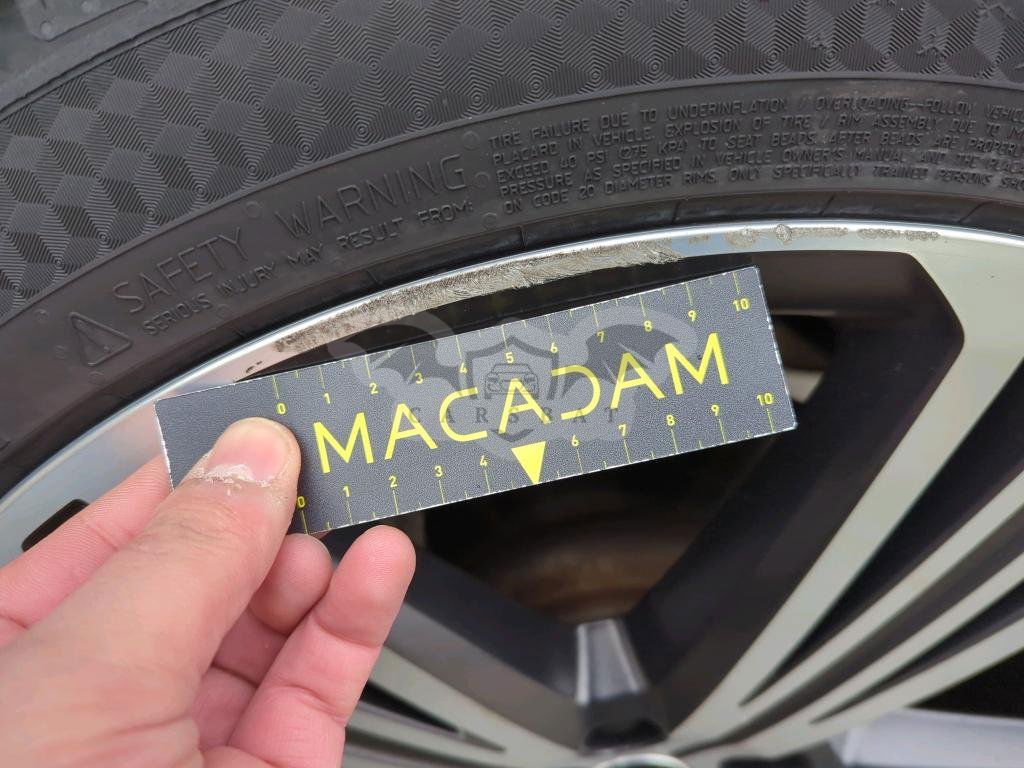 TIRE FAILURE DUE TO UNDERINFLATION / OVERLOADING-FOLLOW
PLACARD IN VEHICLE EXPLOSION OF TIRE / RIM ASSEMBLY DUE TO
EXCEED 40 PSI (275 KPA) TO SEAT BEADS AFTER BEADS ARE
PRESSURE AS SPECIFIED IN VEHICLE OWNER'S MANUAL AND THE
ON CODE 20 DIAMETER RIMS. ONLY SPECIFICALLY TRAINED PERSONS
SAFETY WARNING
SERIOUS INJURY MAY RESULT FROM:
0 1 2 3 4 5 6 7 8 9 10
MACADAM
CARSBAT
0 1 2 3 4 6 7 8 9 10